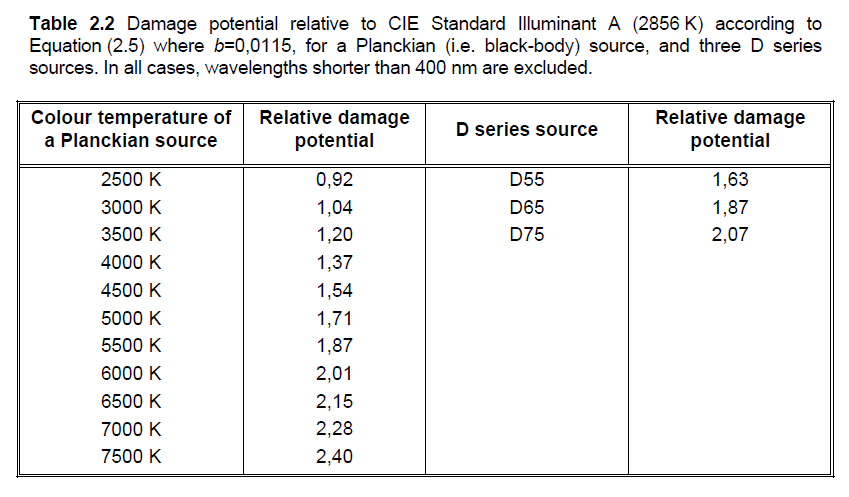 Table 2.2 Damage potential relative to CIE Standard Illuminant A (2856 K) according to
Equation (2.5) where b=0,0115, for a Planckian (i.e. black-body) source, and three D series
sources. In all cases, wavelengths shorter than 400 nm are excluded.
Colour temperature of a Planckian source | Relative damage potential | D series source | Relative damage potential
2500 K | 0,92 | D55 | 1,63
3000 K | 1,04 | D65 | 1,87
3500 K | 1,20 | D75 | 2,07
4000 K | 1,37
4500 K | 1,54
5000 K | 1,71
5500 K | 1,87
6000 K | 2,01
6500 K | 2,15
7000 K | 2,28
7500 K | 2,40